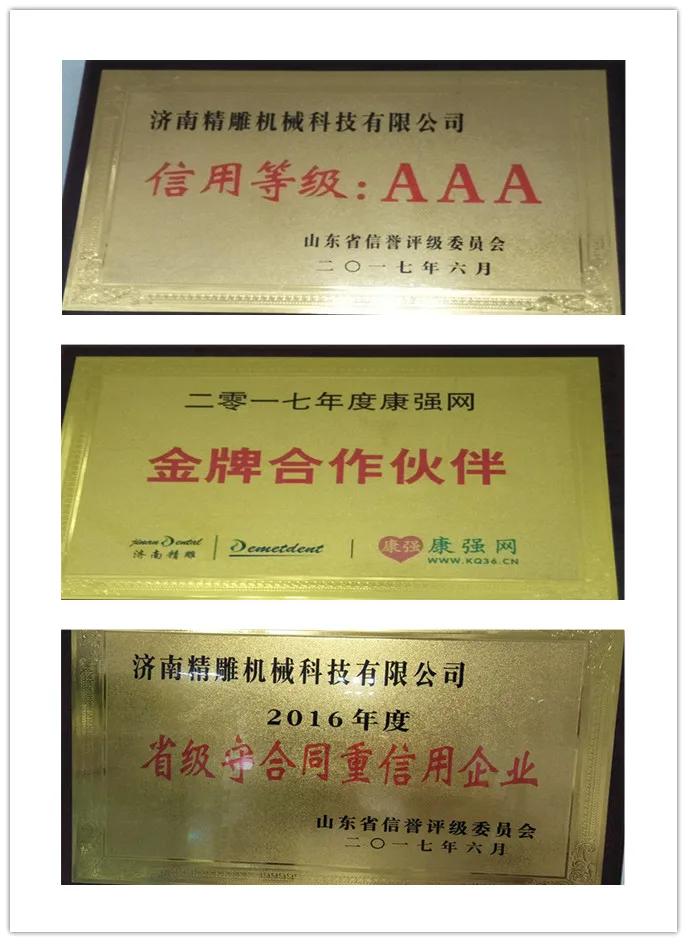 济南精雕机械科技有限公司
信用等级：AAA
山东省信誉评级委员会
二〇一七年六月
二零一七年度康强网
金牌合作伙伴
Jinan Dental
济南精雕
Demetdent
康强
康强网
WWW.KQ36.CN
济南精雕机械科技有限公司
2016年度
省级守合同重信用企业
山东省信誉评级委员会
二〇一七年六月